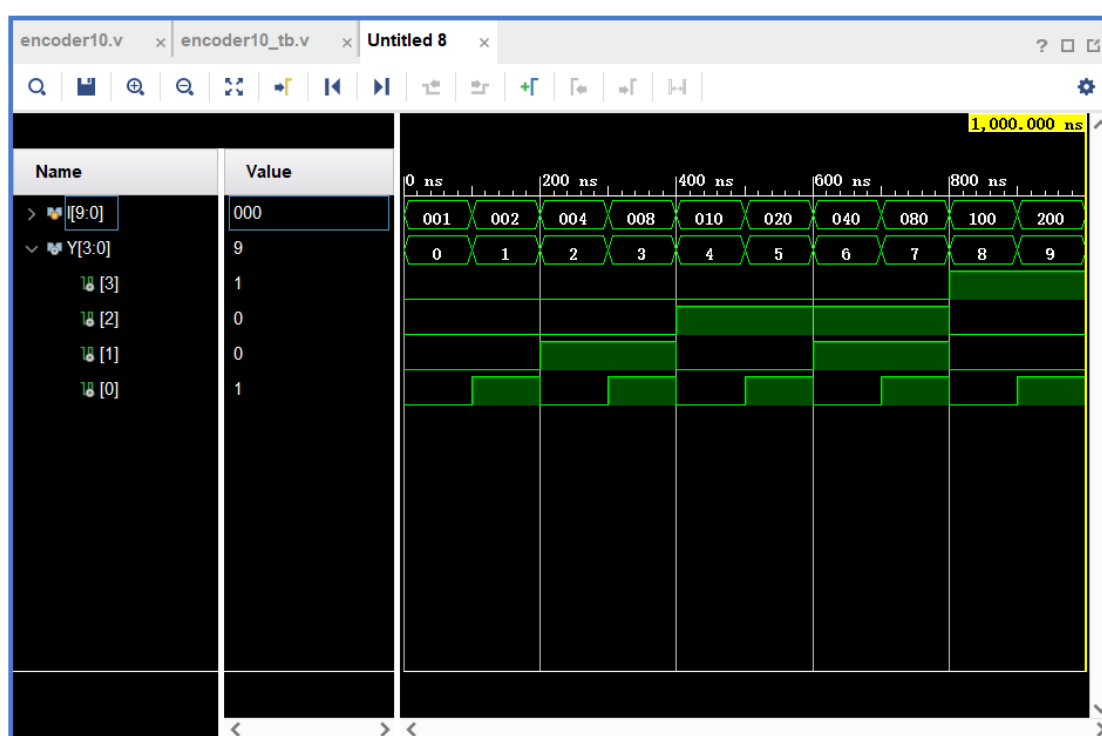 encoder10.v × encoder10_tb.v × Untitled 8 ×
?
1,000.000 ns
Name Value
0 ns 200 ns 400 ns 600 ns 800 ns
I[9:0] 000 001 002 004 008 010 020 040 080 100 200
Y[3:0] 9 0 1 2 3 4 5 6 7 8 9
[3] 1
[2] 0
[1] 0
[0] 1